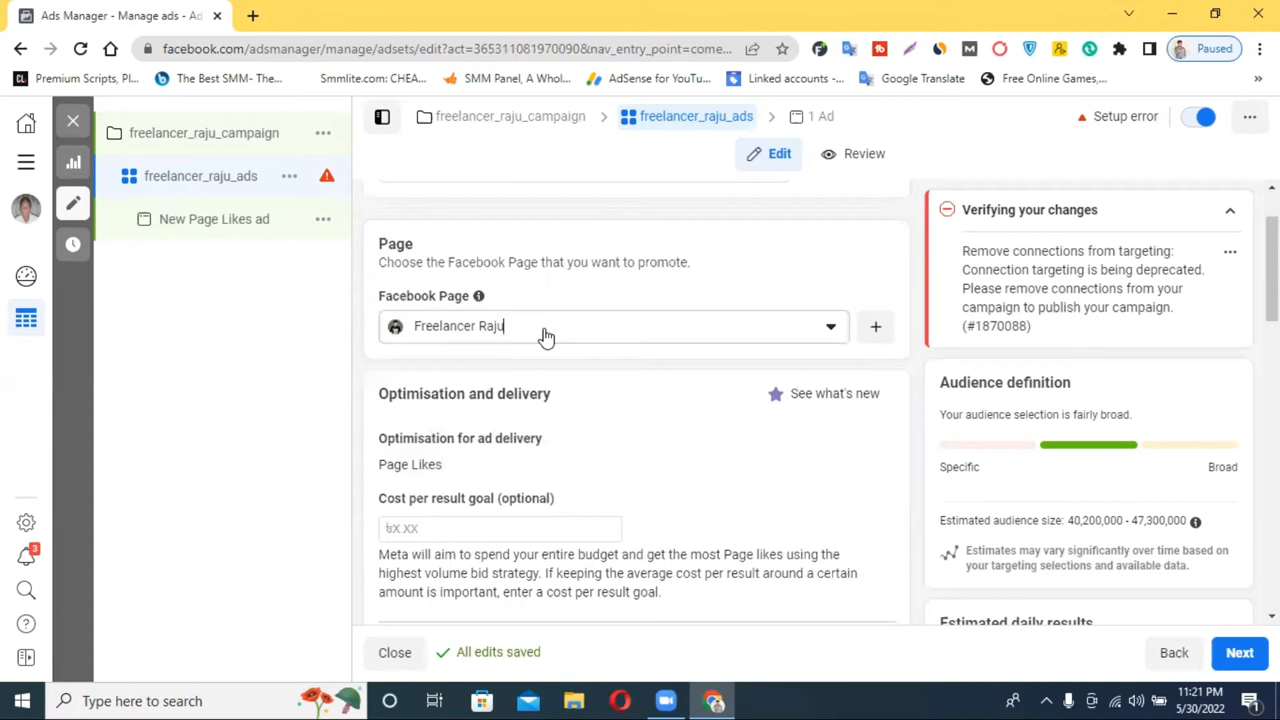 Ads Manager - Manage ads - Ad
facebook.com/adsmanager/manage/adsets/edit?act=3653110819700908&nav_entry_point=come...
Paused
Premium Scripts, Pl...
The Best SMM- The...
Smmlite.com: CHEA...
SMM Panel, A Whol...
AdSense for YouTub...
Linked accounts -...
Google Translate
Free Online Games,...
»
freelancer_raju_campaign
freelancer_raju_ads
New Page Likes ad
freelancer_raju_campaign > freelancer_raju_ads > 1 Ad
Setup error
Edit
Review
Page
Choose the Facebook Page that you want to promote.
Facebook Page
Freelancer Raju
Optimisation and delivery
See what's new
Optimisation for ad delivery
Page Likes
Cost per result goal (optional)
৳X.XX
Meta will aim to spend your entire budget and get the most Page likes using the
highest volume bid strategy. If keeping the average cost per result around a certain
amount is important, enter a cost per result goal.
Verifying your changes
Remove connections from targeting:
Connection targeting is being deprecated.
Please remove connections from your
campaign to publish your campaign.
(#1870088)
Audience definition
Your audience selection is fairly broad.
Specific
Broad
Estimated audience size: 40,200,000 - 47,300,000
Estimates may vary significantly over time based on
your targeting selections and available data.
Estimated daily results
3
Close
All edits saved
Back
Next
Type here to search
11:21 PM
5/30/2022
1